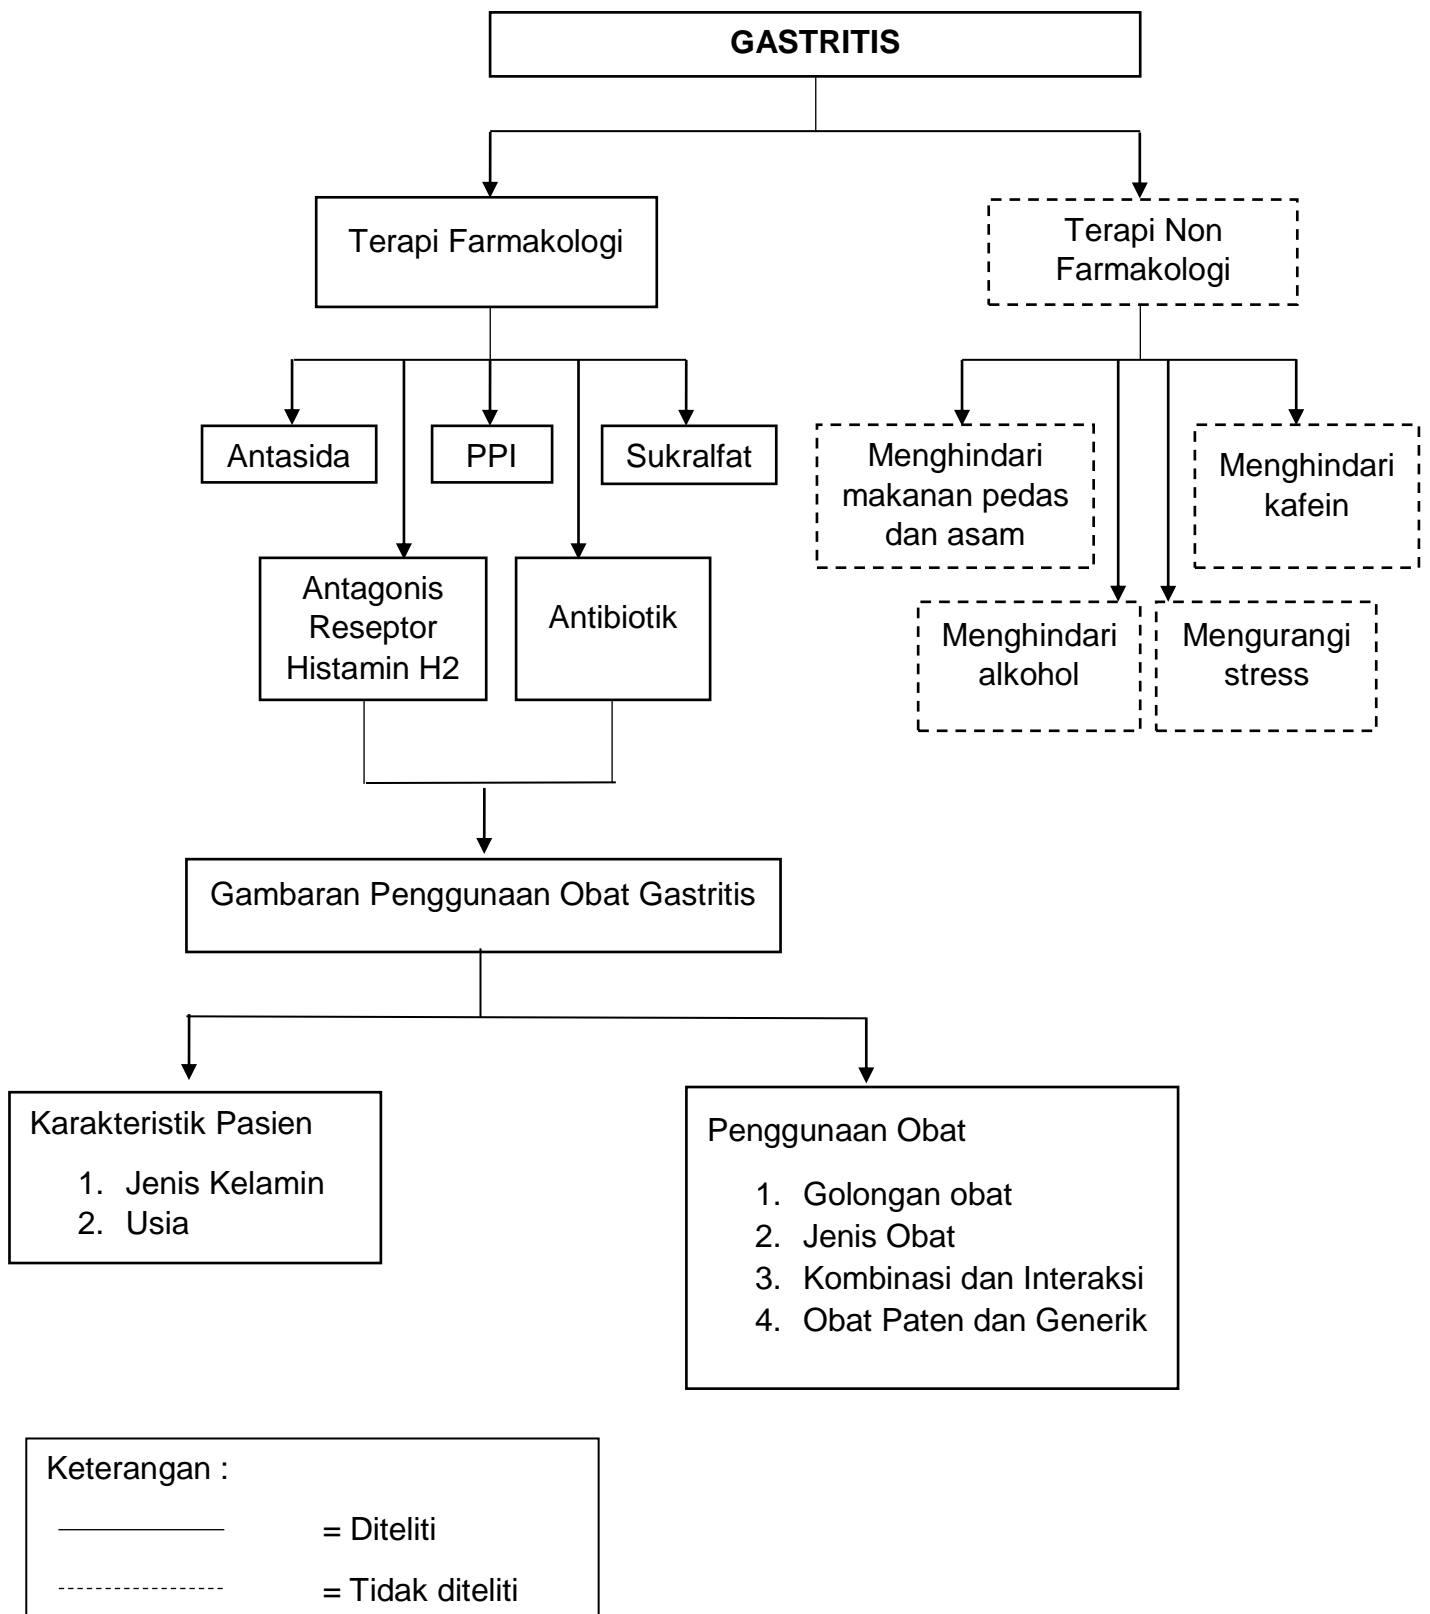 GASTRITIS
Terapi Farmakologi
Terapi Non
Farmakologi
Antasida
PPI
Sukralfat
Menghindari
makanan pedas
dan asam
Menghindari
kafein
Antagonis
Reseptor
Histamin H2
Antibiotik
Menghindari
alkohol
Mengurangi
stress
Gambaran Penggunaan Obat Gastritis
Karakteristik Pasien
1. Jenis Kelamin
2. Usia
Penggunaan Obat
1. Golongan obat
2. Jenis Obat
3. Kombinasi dan Interaksi
4. Obat Paten dan Generik
Keterangan :
= Diteliti
= Tidak diteliti